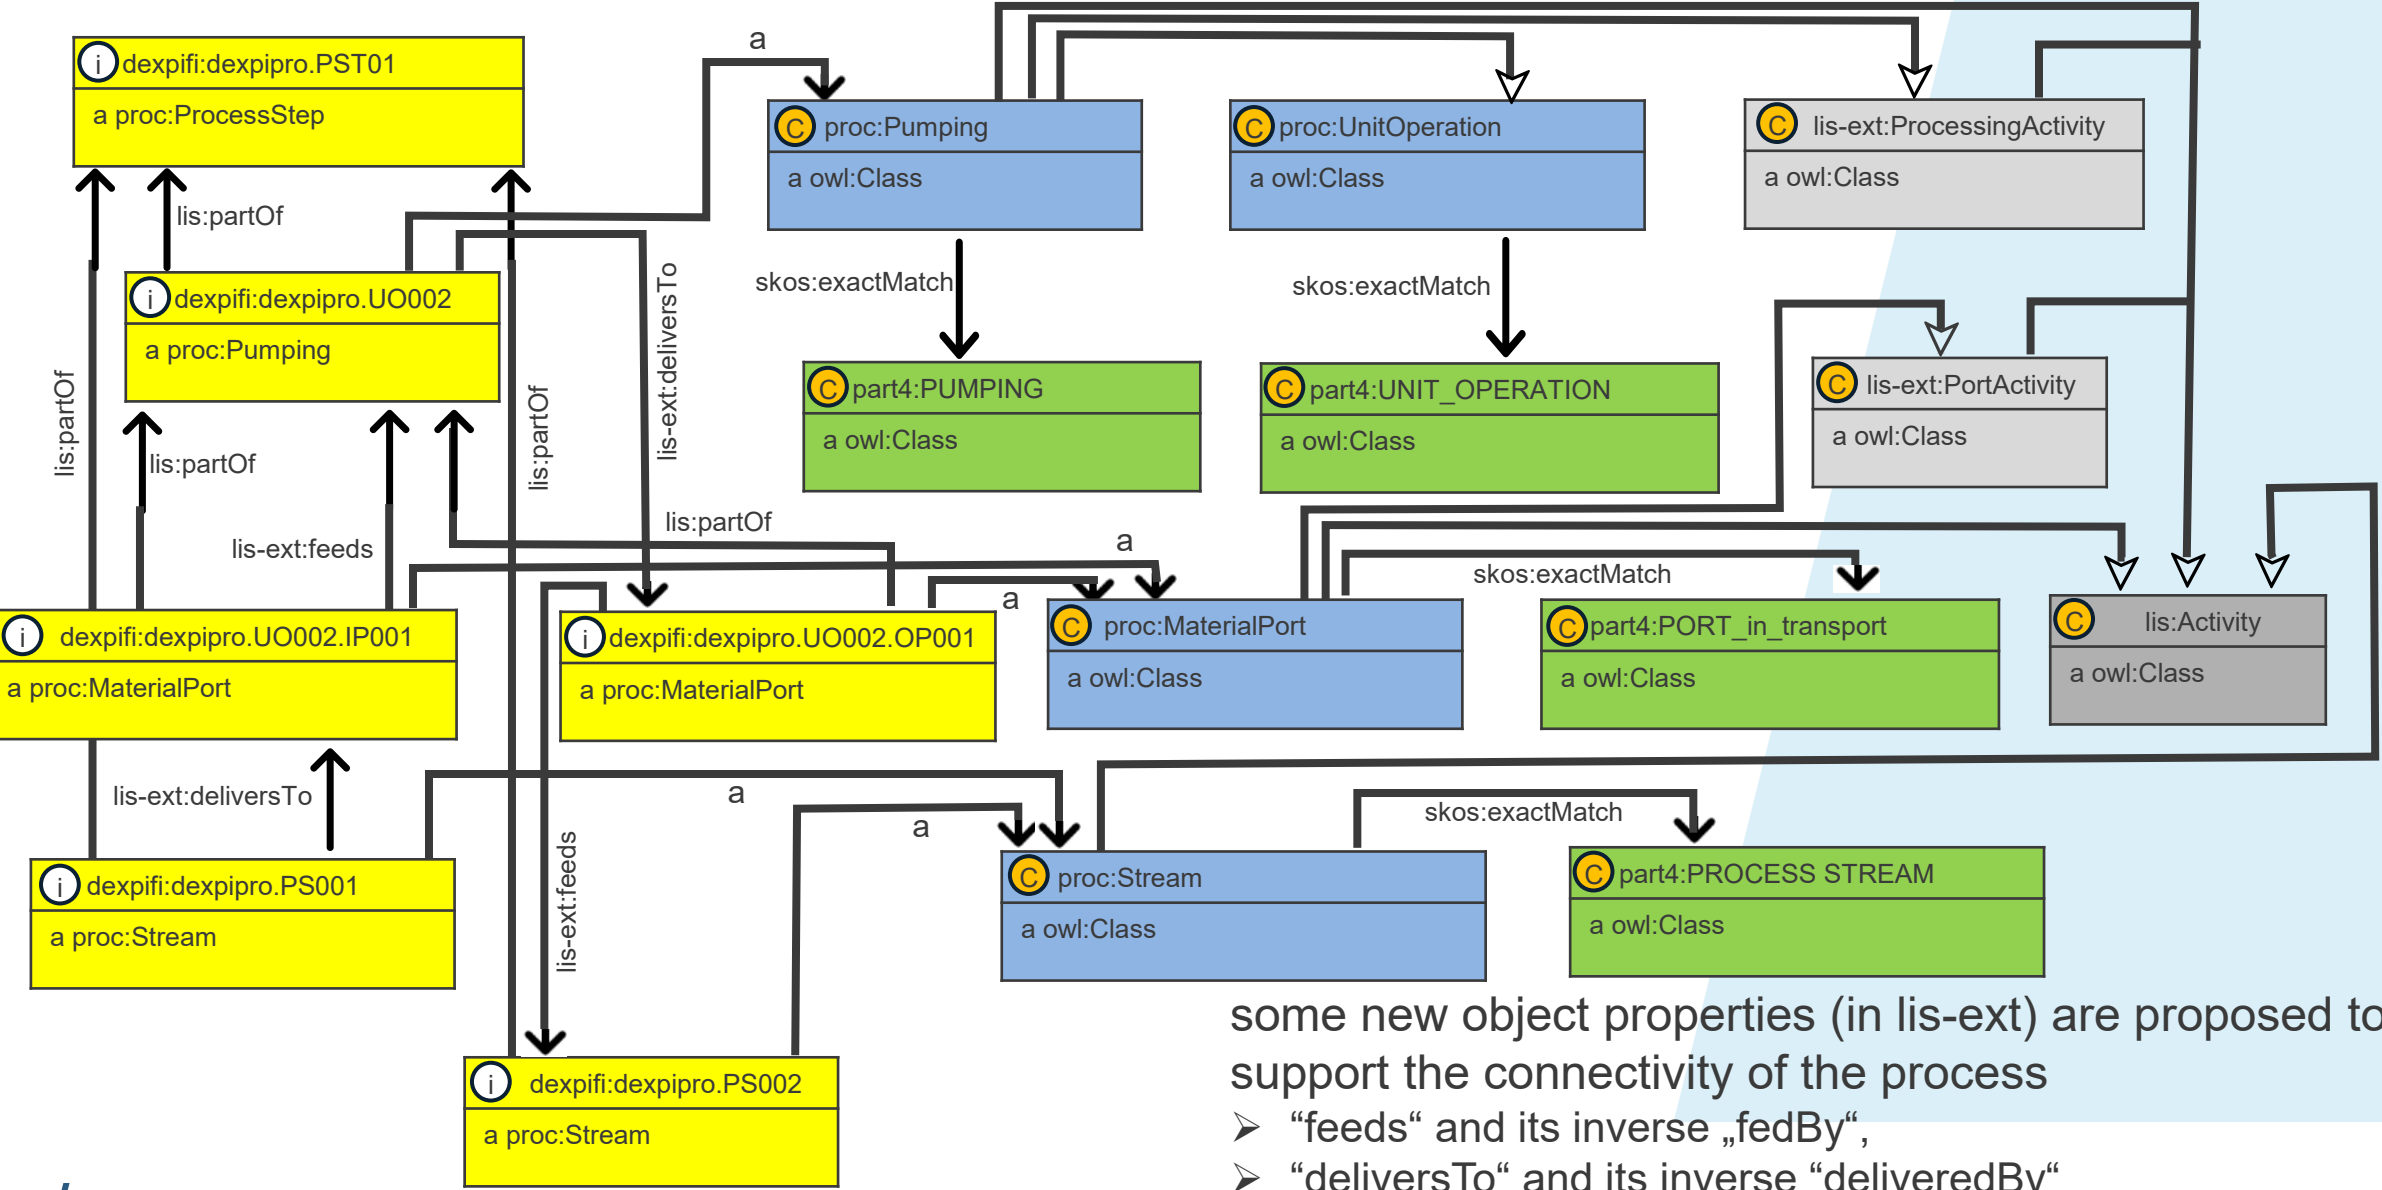 a
i dexpifi:dexpipro.PST01
a proc:ProcessStep
C proc:Pumping
a owl:Class
C proc:UnitOperation
a owl:Class
C lis-ext:ProcessingActivity
a owl:Class
lis:partOf
i dexpifi:dexpipro.UO002
a proc:Pumping
lis-ext:deliversTo
skos:exactMatch
skos:exactMatch
C part4:PUMPING
a owl:Class
C part4:UNIT_OPERATION
a owl:Class
C lis-ext:PortActivity
a owl:Class
lis:partOf
lis:partOf
lis:partOf
lis-ext:feeds
lis:partOf
a
skos:exactMatch
a
i dexpifi:dexpipro.UO002.IP001
a proc:MaterialPort
i dexpifi:dexpipro.UO002.OP001
a proc:MaterialPort
C proc:MaterialPort
a owl:Class
C part4:PORT_in_transport
a owl:Class
C lis:Activity
a owl:Class
lis-ext:deliversTo
a
a
skos:exactMatch
lis-ext:feeds
i dexpifi:dexpipro.PS001
a proc:Stream
C proc:Stream
a owl:Class
C part4:PROCESS STREAM
a owl:Class
i dexpifi:dexpipro.PS002
a proc:Stream
some new object properties (in lis-ext) are proposed to
support the connectivity of the process
➢ “feeds“ and its inverse „fedBy“,
➢ “deliversTo“ and its inverse “deliveredBy“